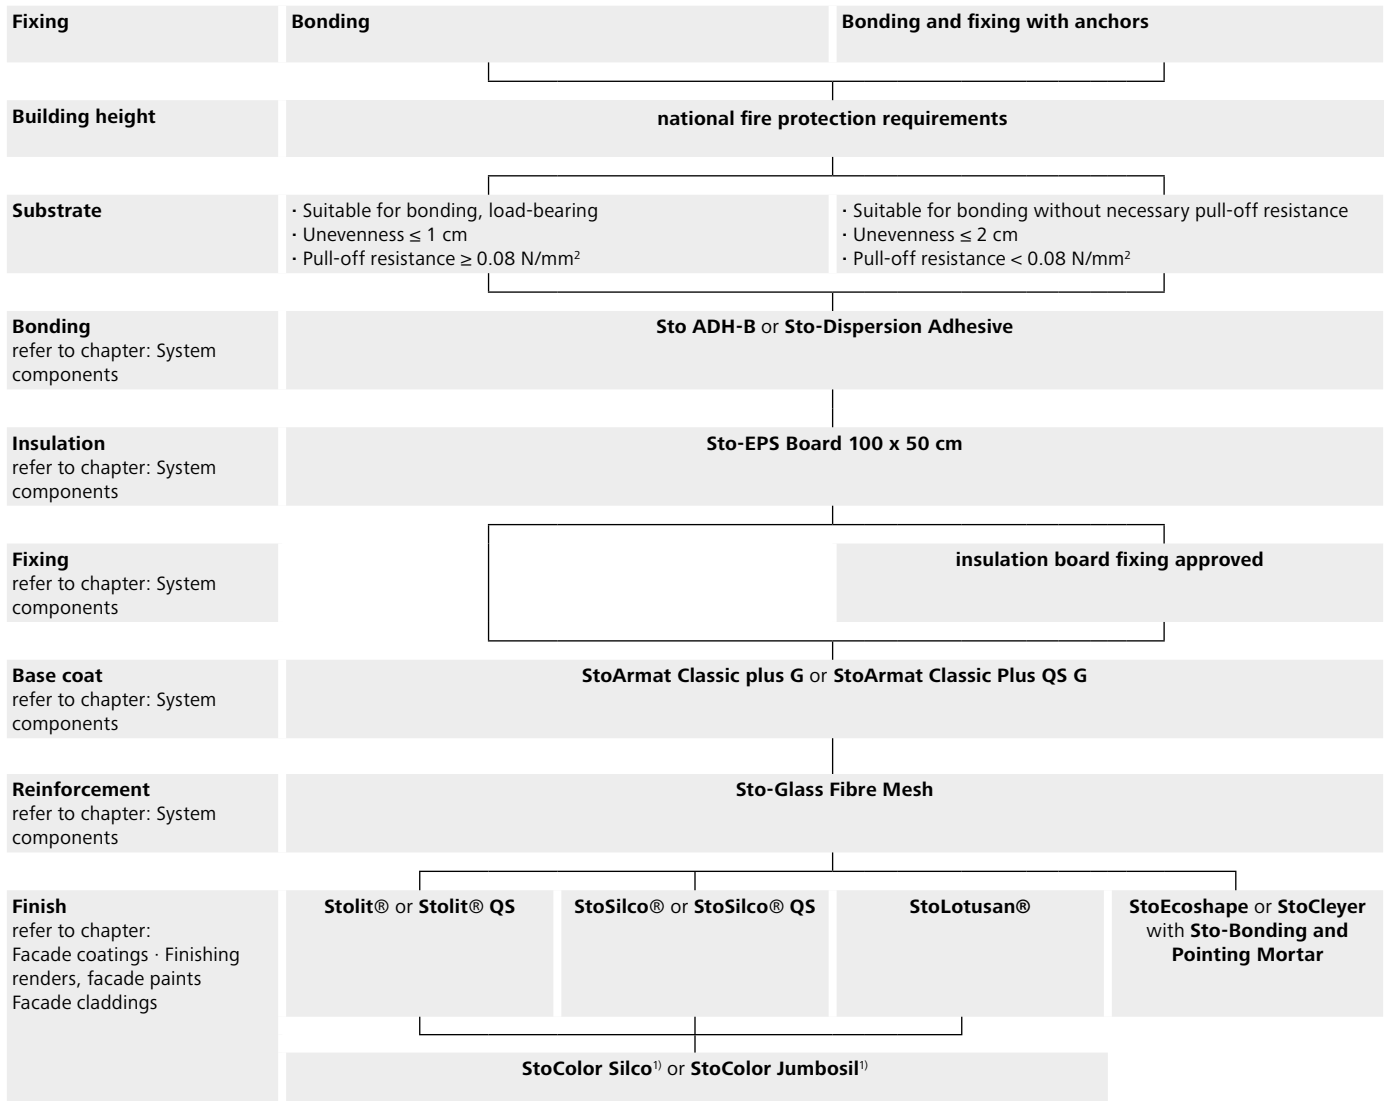 Fixing
Bonding
Bonding and fixing with anchors
Building height
national fire protection requirements
Substrate
· Suitable for bonding, load-bearing
· Unevenness ≤ 1 cm
· Pull-off resistance ≥ 0.08 N/mm²
· Suitable for bonding without necessary pull-off resistance
· Unevenness ≤ 2 cm
· Pull-off resistance < 0.08 N/mm²
Bonding
refer to chapter: System
components
Sto ADH-B or Sto-Dispersion Adhesive
Insulation
refer to chapter: System
components
Sto-EPS Board 100 x 50 cm
Fixing
refer to chapter: System
components
insulation board fixing approved
Base coat
refer to chapter: System
components
StoArmat Classic plus G or StoArmat Classic Plus QS G
Reinforcement
refer to chapter: System
components
Sto-Glass Fibre Mesh
Finish
refer to chapter:
Facade coatings · Finishing
renders, facade paints
Facade claddings
Stolit® or Stolit® QS
StoSilco® or StoSilco® QS
StoLotusan®
StoEcoshape or StoCleyer
with Sto-Bonding and
Pointing Mortar
StoColor Silco¹⁾ or StoColor Jumbosil¹⁾